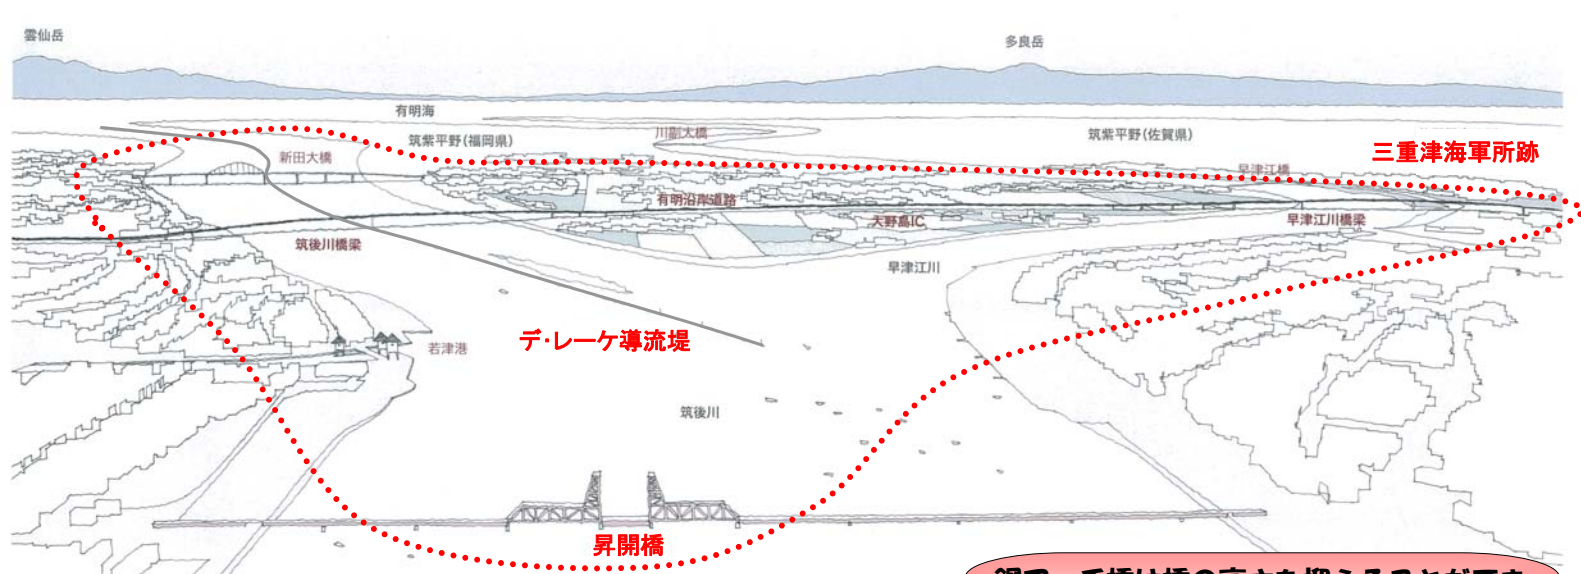 雲仙岳
多良岳
有明海
筑紫平野(福岡県)
川副大橋
筑紫平野(佐賀県)
新田大橋
三重津海軍所跡
早津江橋
有明沿岸道路
大野島IC
早津江川橋梁
筑後川橋梁
早津江川
デ・レーケ導流堤
若津港
筑後川
昇開橋